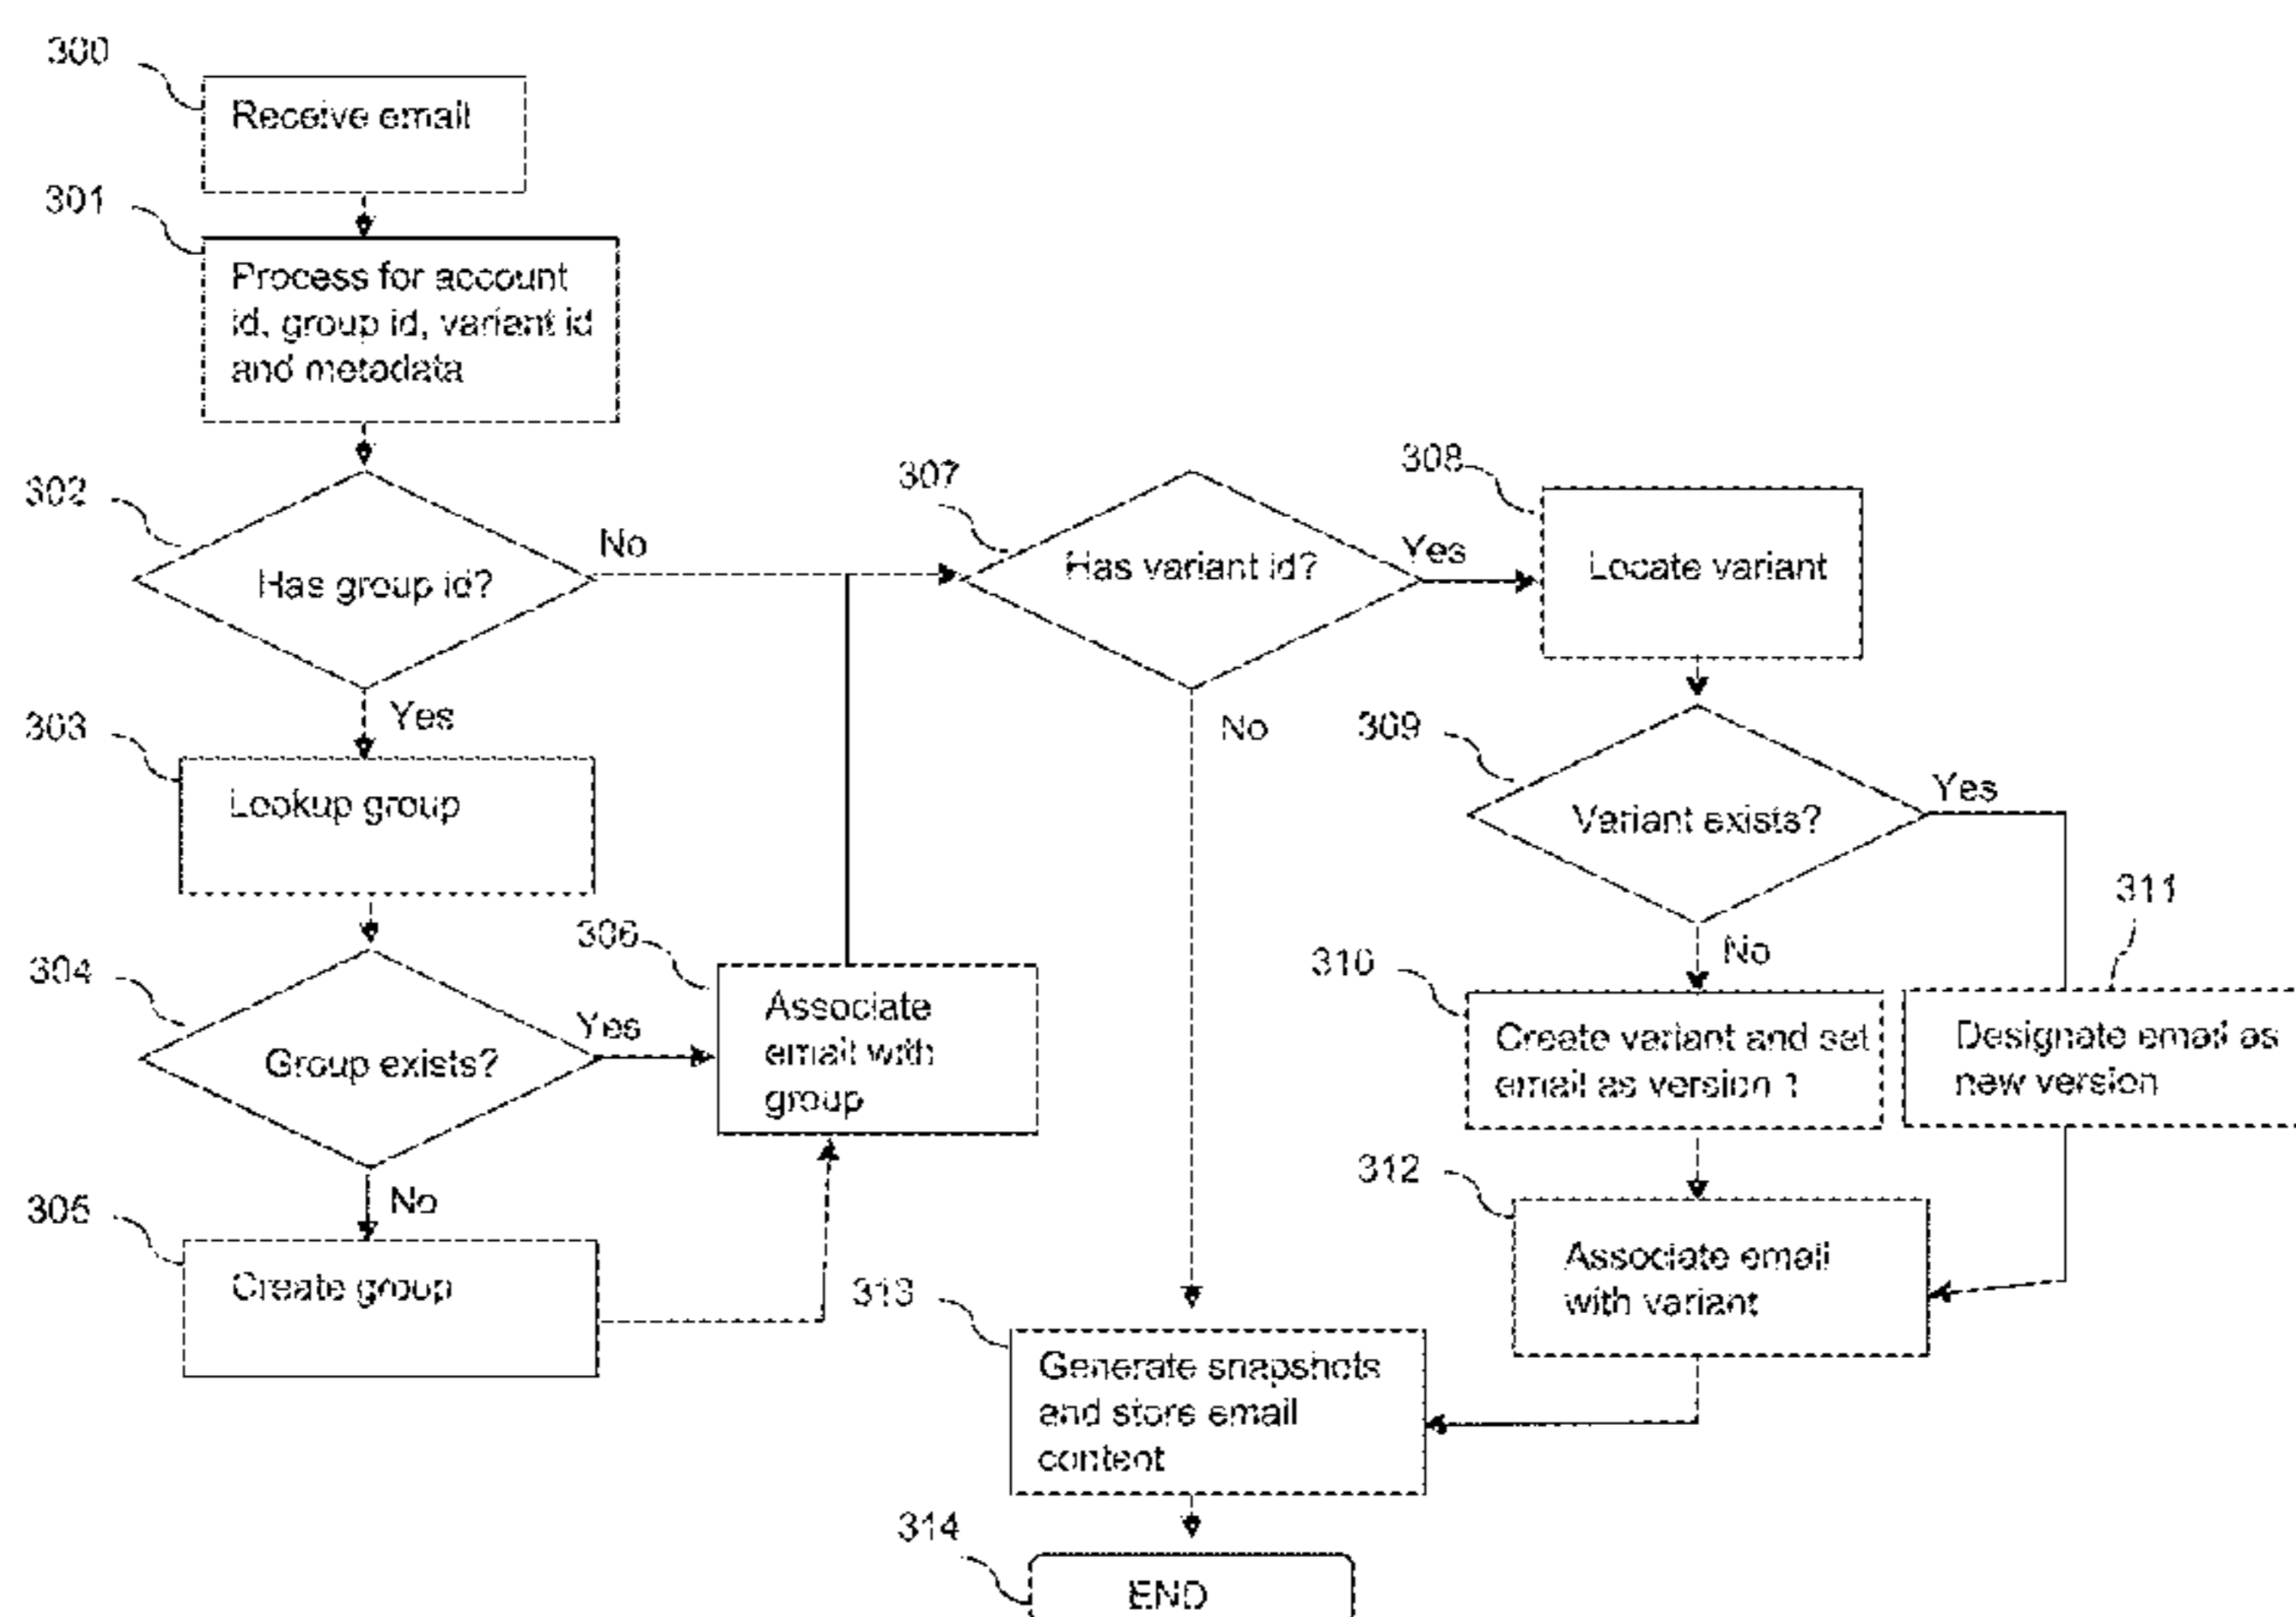 300
Receive email
301
Process for account
id, group id, variant id
and metadata
302
Has group id?
No
Yes
303
Lookup group
304
Group exists?
Yes
No
305
Create group
306
Associate
email with
group
307
Has variant id?
Yes
No
308
Locate variant
309
Variant exists?
Yes
No
310
Create variant and set
email as version 1
311
Designate email as
new version
312
Associate email
with variant
313
Generate snapshots
and store email
content
314
END